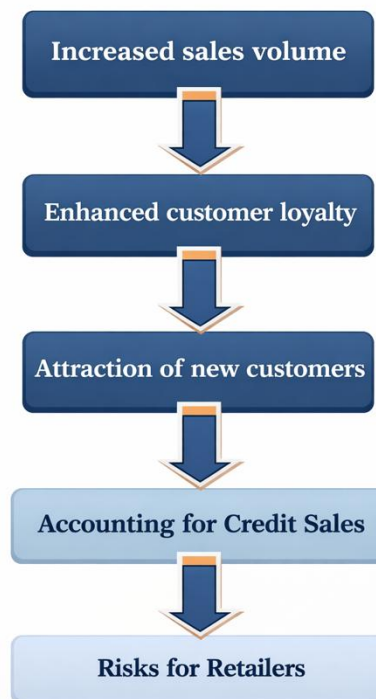 Increased sales volume
Enhanced customer loyalty
Attraction of new customers
Accounting for Credit Sales
Risks for Retailers